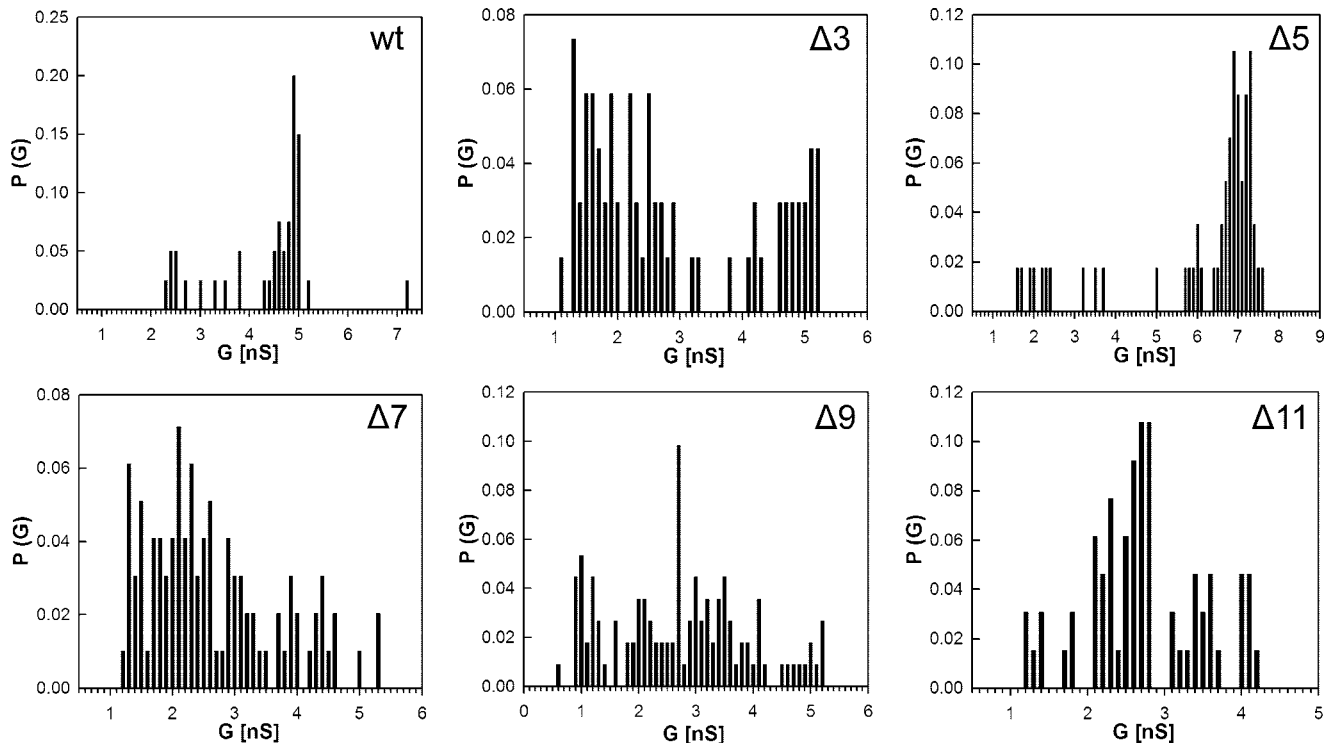 wt
0.25
0.20
0.15
0.10
0.05
0.00
P (G)
1 2 3 4 5 6 7
G [nS]
Δ3
0.08
0.06
0.04
0.02
0.00
P (G)
1 2 3 4 5 6
G [nS]
Δ5
0.12
0.10
0.08
0.06
0.04
0.02
0.00
P (G)
1 2 3 4 5 6 7 8 9
G [nS]
Δ7
0.08
0.06
0.04
0.02
0.00
P (G)
1 2 3 4 5 6
G [nS]
Δ9
0.12
0.10
0.08
0.06
0.04
0.02
0.00
P (G)
0 1 2 3 4 5 6
G [nS]
Δ11
0.12
0.10
0.08
0.06
0.04
0.02
0.00
P (G)
1 2 3 4 5
G [nS]